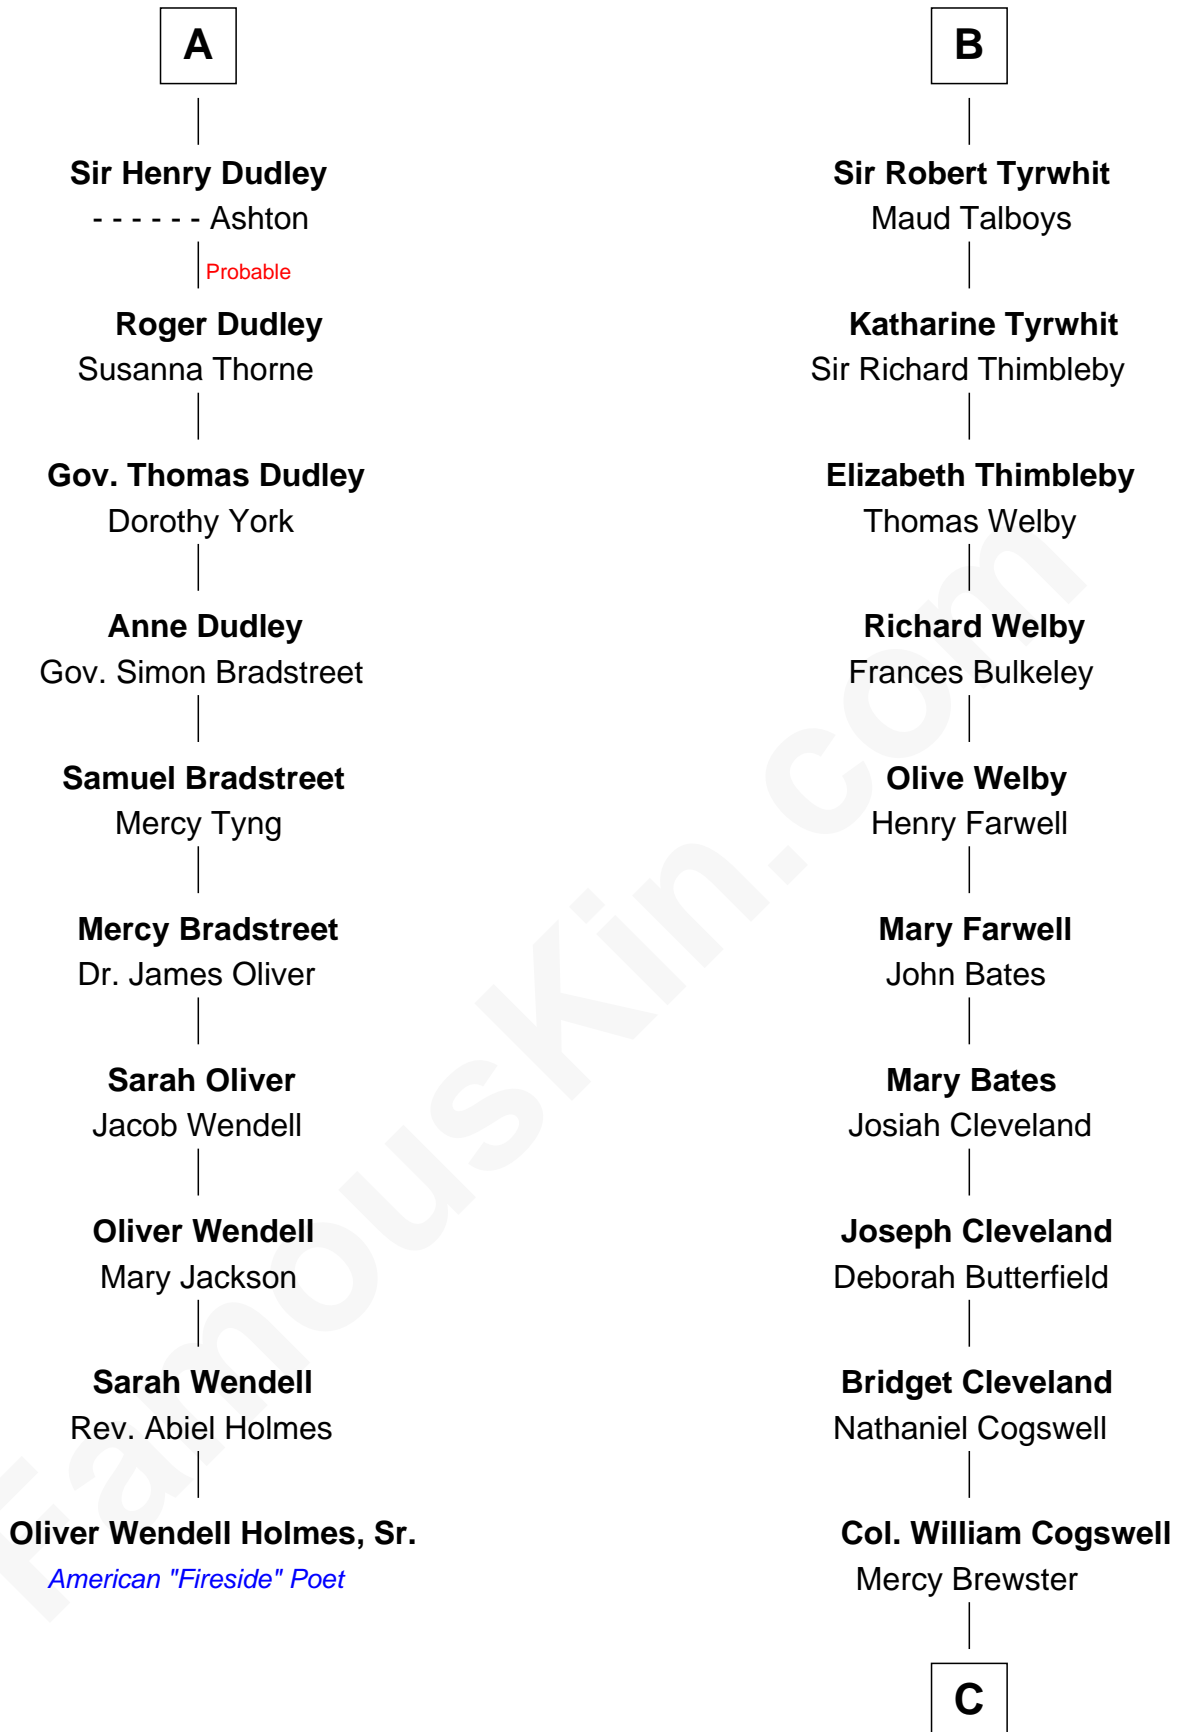 A
Sir Henry Dudley
- - - - - - Ashton
Probable
Roger Dudley
Susanna Thorne
Gov. Thomas Dudley
Dorothy York
Anne Dudley
Gov. Simon Bradstreet
Samuel Bradstreet
Mercy Tyng
Mercy Bradstreet
Dr. James Oliver
Sarah Oliver
Jacob Wendell
Oliver Wendell
Mary Jackson
Sarah Wendell
Rev. Abiel Holmes
Oliver Wendell Holmes, Sr.
American "Fireside" Poet
B
Sir Robert Tyrwhit
Maud Talboys
Katharine Tyrwhit
Sir Richard Thimbleby
Elizabeth Thimbleby
Thomas Welby
Richard Welby
Frances Bulkeley
Olive Welby
Henry Farwell
Mary Farwell
John Bates
Mary Bates
Josiah Cleveland
Joseph Cleveland
Deborah Butterfield
Bridget Cleveland
Nathaniel Cogswell
Col. William Cogswell
Mercy Brewster
C
FamousKin.com